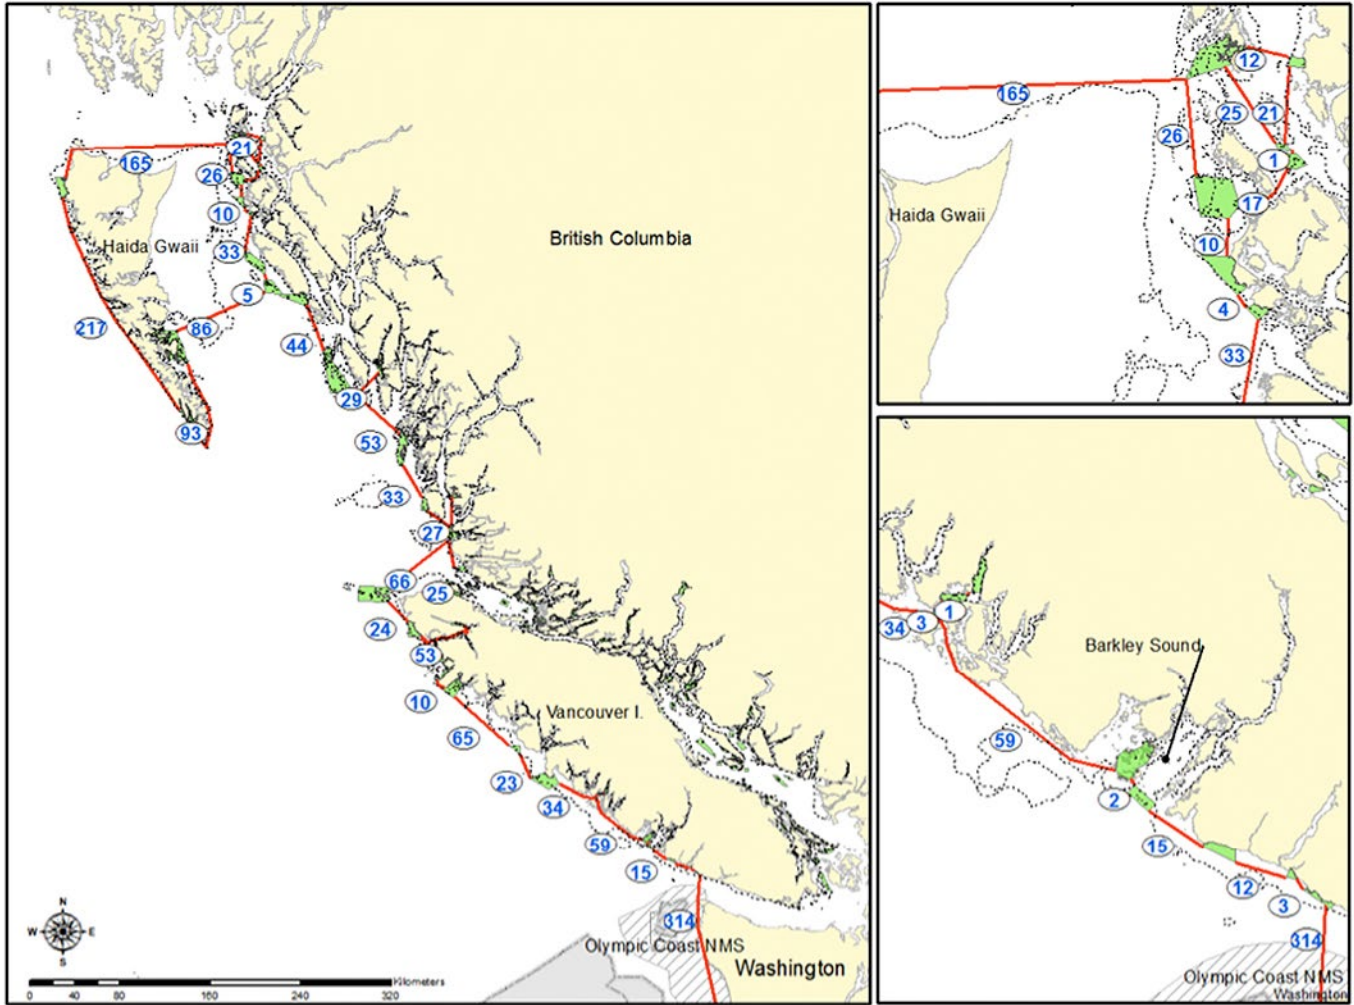 21
165
26
10
Haida Gwaii
British Columbia
33
5
86
217
44
29
93
53
33
27
66
25
24
53
10
Vancouver I.
65
23
34
59
15
314
Olympic Coast NMS
Washington
N
W
E
S
Kilometers
0 40 80 160 240 320
12
165
25
21
26
1
Haida Gwaii
17
10
4
33
1
3
34
Barkley Sound
59
2
15
12
3
314
Olympic Coast NMS
Washington